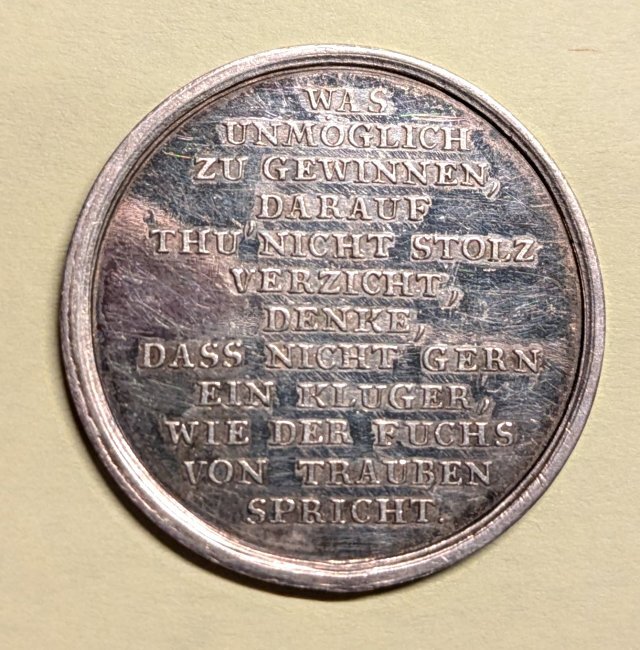 WAS
UNMÖGLICH
ZU GEWINNEN,
DARAUF
THU NICHT STOLZ
VERZICHT,
DENKE,
DASS NICHT GERN
EIN KLUGER,
WIE DER FUCHS
VON TRAUBEN
SPRICHT.